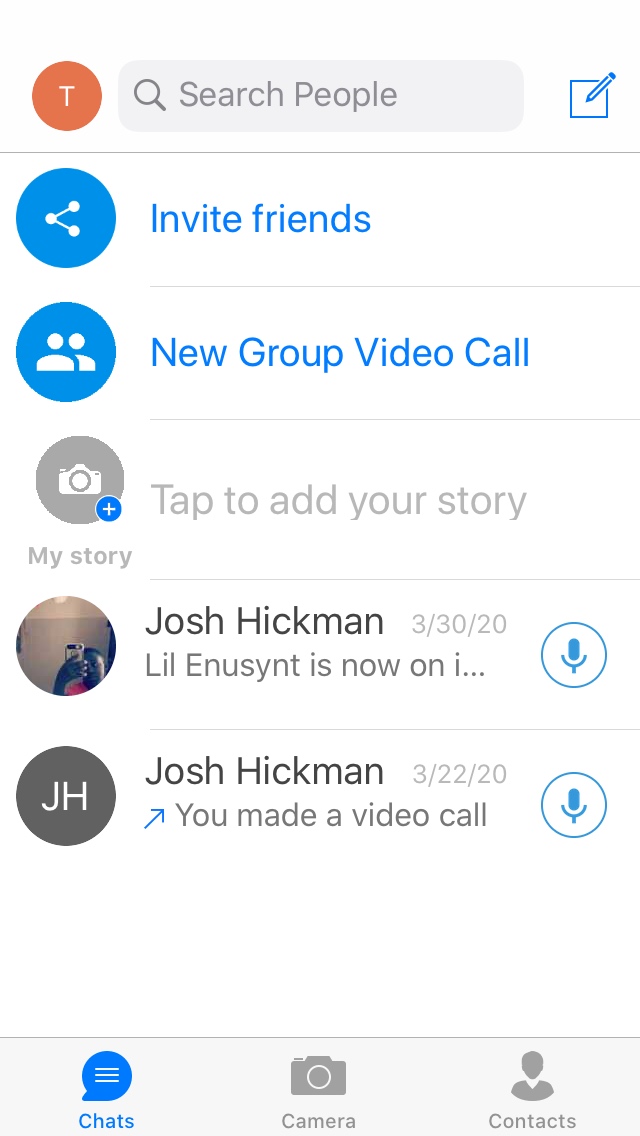 T
Search People
Invite friends
New Group Video Call
Tap to add your story
My story
Josh Hickman 3/30/20
Lil Enusynt is now on i...
JH
Josh Hickman 3/22/20
You made a video call
Chats Camera Contacts